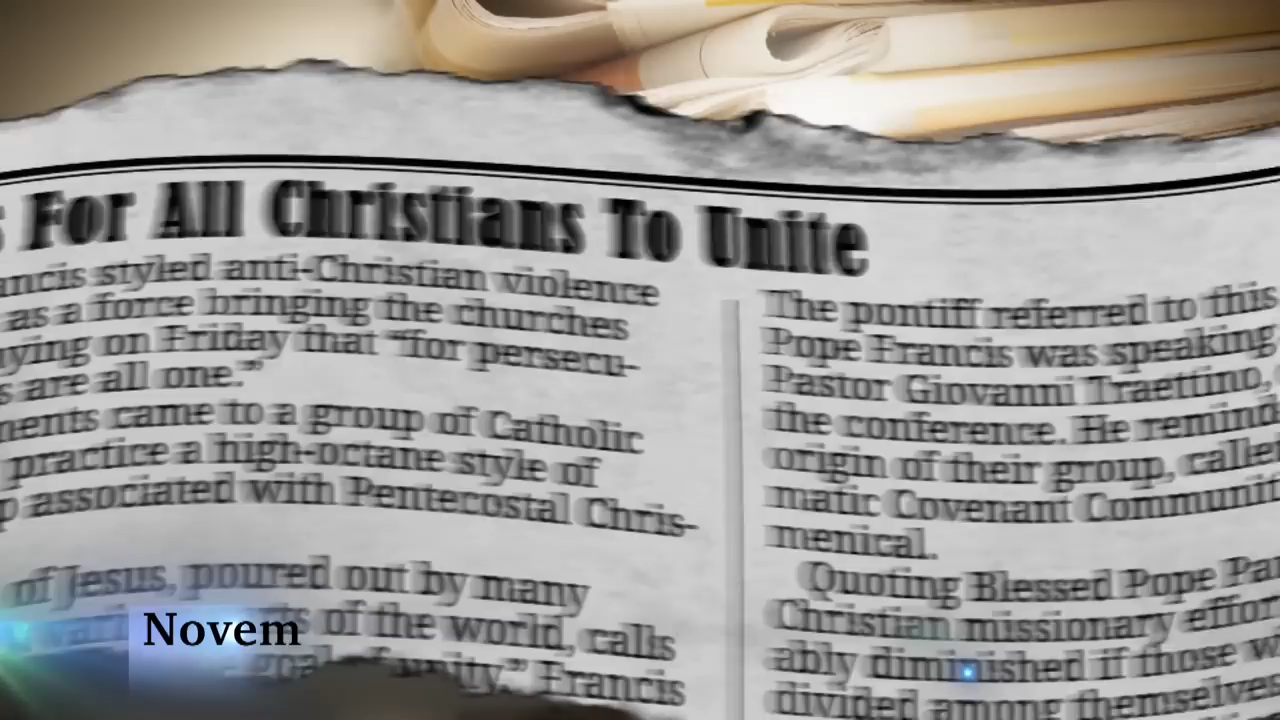 For All Christians To Unite
styled anti-Christian violence
as a force bringing the churches
on Friday that “for persecu-
are all one.”
came to a group of Catholic
practice a high-octane style of
associated with Pentecostal Chris-
of Jesus, poured out by many
of the world, calls
unity,” Francis
The pontiff referred to this
Pope Francis was speaking
Pastor Giovanni Traettino,
the conference. He remind
origin of their group, calle
matic Covenant Communit
menical.
Quoting Blessed Pope Pa
Christian missionary effor
ably diminished if those w
divided among themselves
Novem